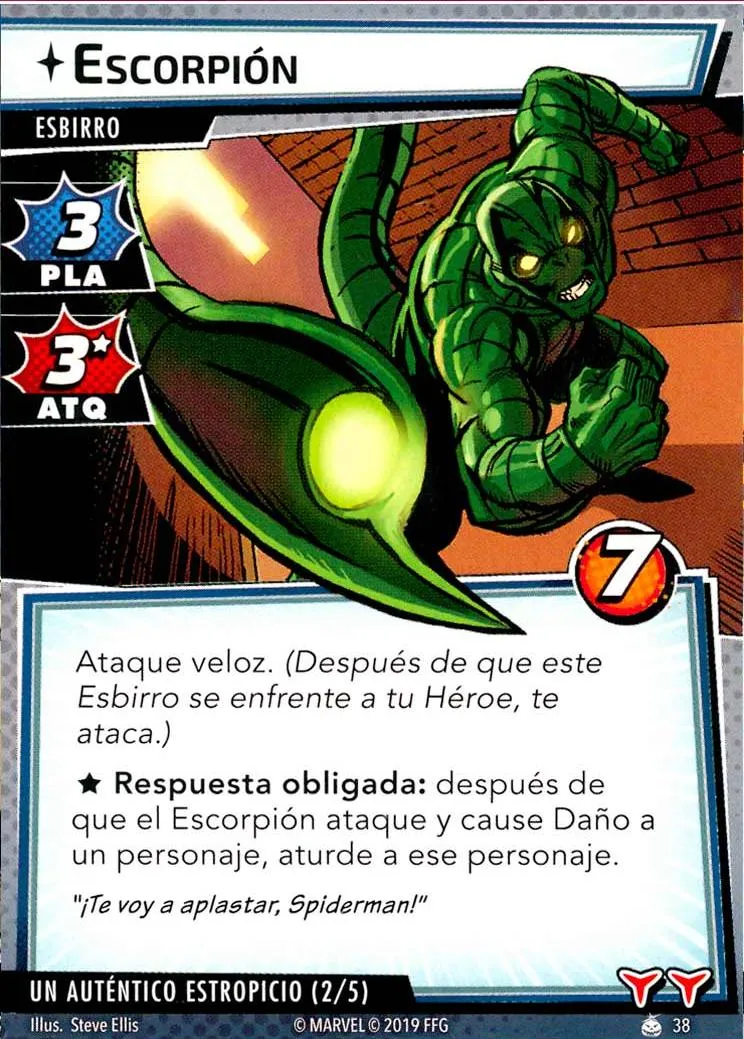 ESCORPIÓN
ESBIRRO
3
PLA
3
ATQ
7
Ataque veloz. (Después de que este
Esbirro se enfrente a tu Héroe, te
ataca.)
★ Respuesta obligada: después de
que el Escorpión ataque y cause Daño a
un personaje, aturde a ese personaje.
"¡Te voy a aplastar, Spiderman!"
UN AUTÉNTICO ESTROPICIO (2/5)
Illus. Steve Ellis
© MARVEL © 2019 FFG
38